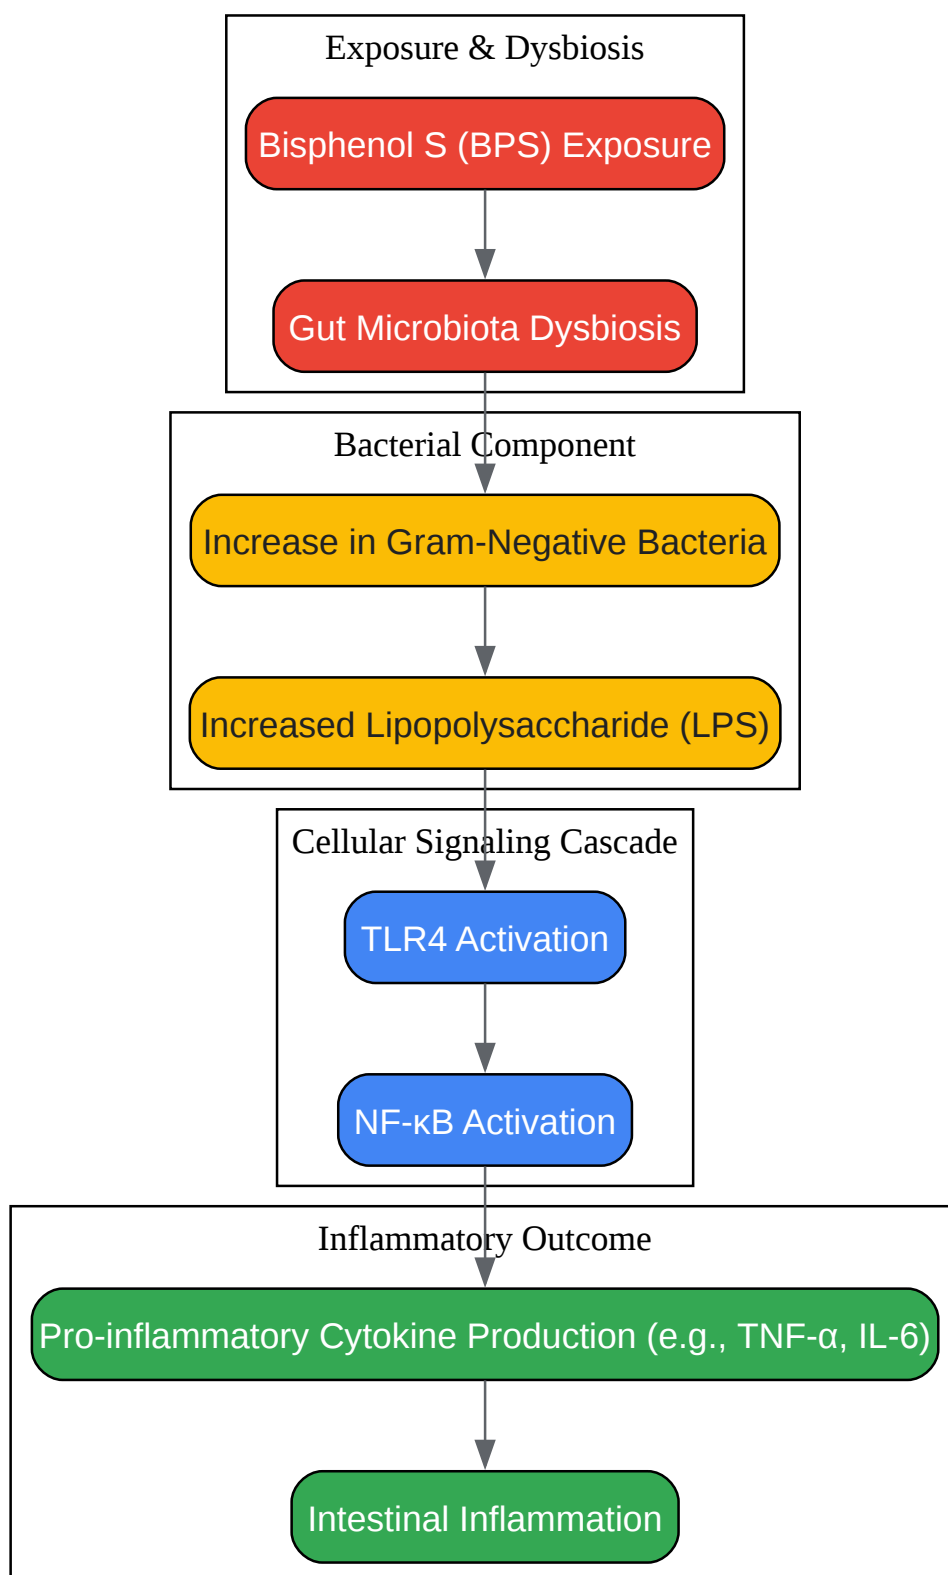 Exposure & Dysbiosis
Bisphenol S (BPS) Exposure
Gut Microbiota Dysbiosis
Bacterial Component
Increase in Gram-Negative Bacteria
Increased Lipopolysaccharide (LPS)
Cellular Signaling Cascade
TLR4 Activation
NF-κB Activation
Inflammatory Outcome
Pro-inflammatory Cytokine Production (e.g., TNF-α, IL-6)
Intestinal Inflammation